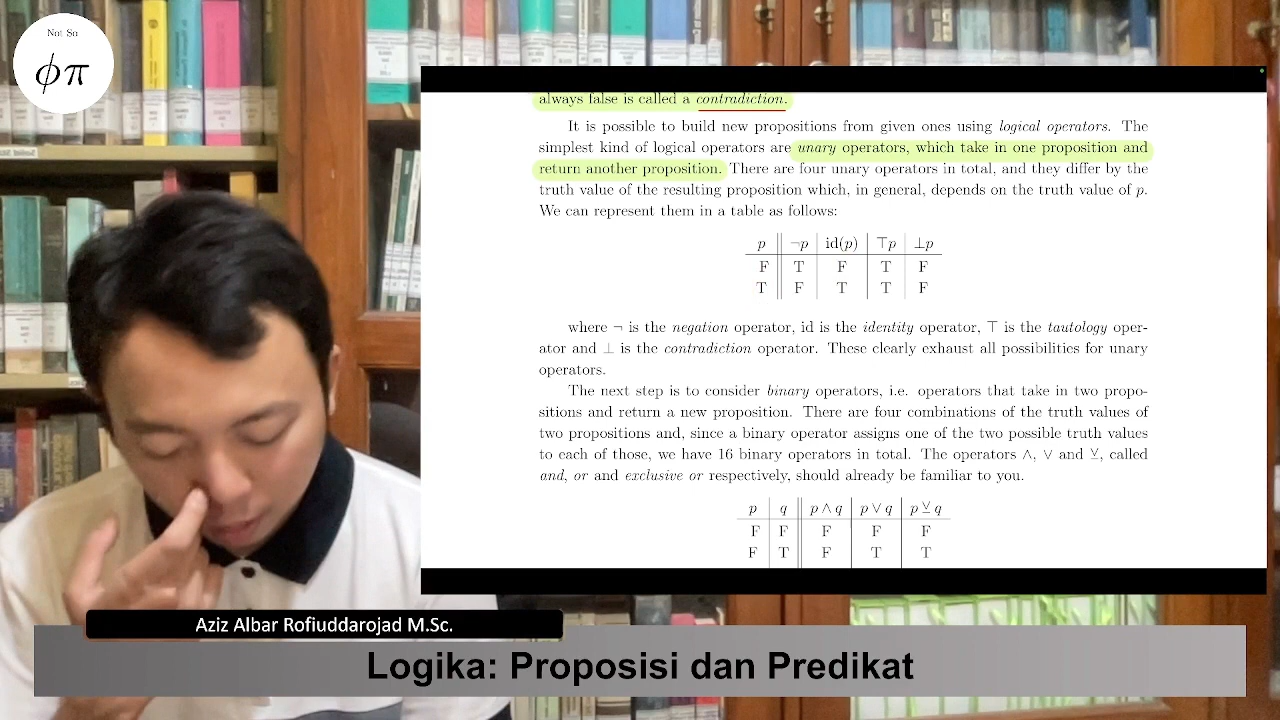 Not So
ϕπ
always false is called a contradiction.
It is possible to build new propositions from given ones using logical operators. The
simplest kind of logical operators are unary operators, which take in one proposition and
return another proposition. There are four unary operators in total, and they differ by the
truth value of the resulting proposition which, in general, depends on the truth value of p.
We can represent them in a table as follows:
p ¬p id(p) ⊤p ⊥p
F T F T F
T F T T F
where ¬ is the negation operator, id is the identity operator, ⊤ is the tautology oper-
ator and ⊥ is the contradiction operator. These clearly exhaust all possibilities for unary
operators.
The next step is to consider binary operators, i.e. operators that take in two propo-
sitions and return a new proposition. There are four combinations of the truth values of
two propositions and, since a binary operator assigns one of the two possible truth values
to each of those, we have 16 binary operators in total. The operators ∧, ∨ and ⊻, called
and, or and exclusive or respectively, should already be familiar to you.
p q p ∧ q p ∨ q p ⊻ q
F F F F F
F T F T T
Aziz Albar Rofiuddarojad M.Sc.
Logika: Proposisi dan Predikat